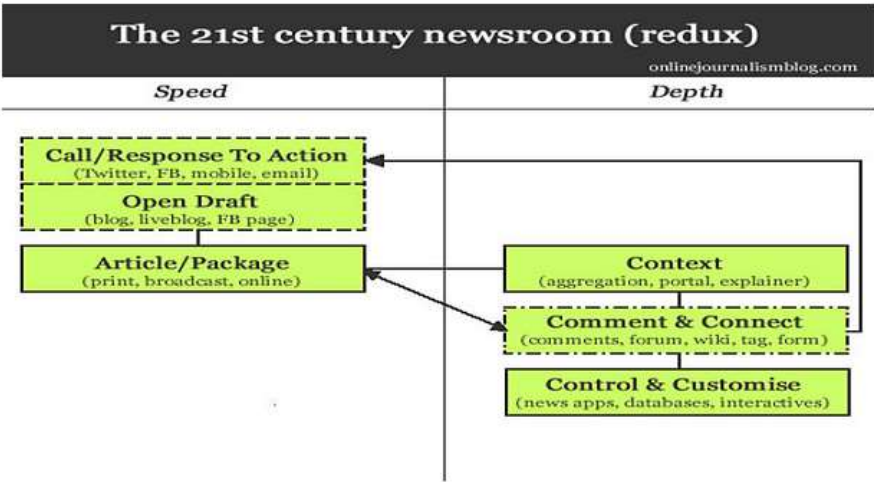 The 21st century newsroom (redux)
onlinejournalismblog.com
Speed
Depth
Call/Response To Action
(Twitter, FB, mobile, email)
Open Draft
(blog, liveblog, FB page)
Article/Package
(print, broadcast, online)
Context
(aggregation, portal, explainer)
Comment & Connect
(comments, forum, wiki, tag, form)
Control & Customise
(news apps, databases, interactives)